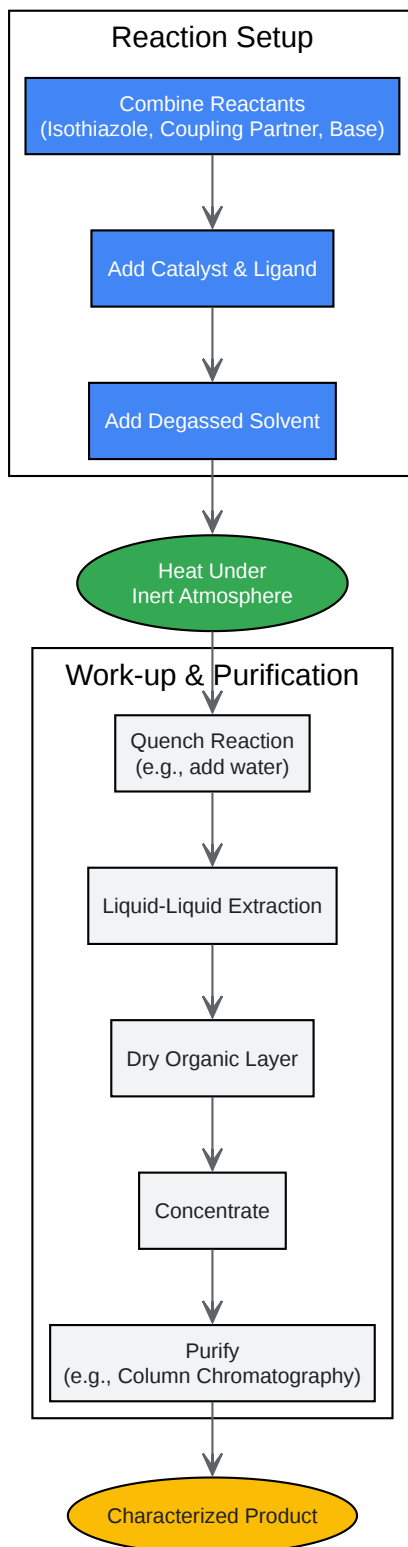 Reaction Setup
Combine Reactants
(Isothiazole, Coupling Partner, Base)
Add Catalyst & Ligand
Add Degassed Solvent
Heat Under
Inert Atmosphere
Work-up & Purification
Quench Reaction
(e.g., add water)
Liquid-Liquid Extraction
Dry Organic Layer
Concentrate
Purify
(e.g., Column Chromatography)
Characterized Product